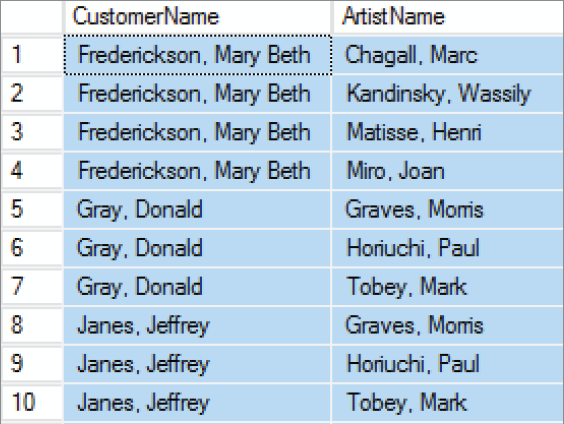 CustomerName ArtistName
1 Frederickson, Mary Beth Chagall, Marc
2 Frederickson, Mary Beth Kandinsky, Wassily
3 Frederickson, Mary Beth Matisse, Henri
4 Frederickson, Mary Beth Miro, Joan
5 Gray, Donald Graves, Morris
6 Gray, Donald Horiuchi, Paul
7 Gray, Donald Tobey, Mark
8 Janes, Jeffrey Graves, Morris
9 Janes, Jeffrey Horiuchi, Paul
10 Janes, Jeffrey Tobey, Mark